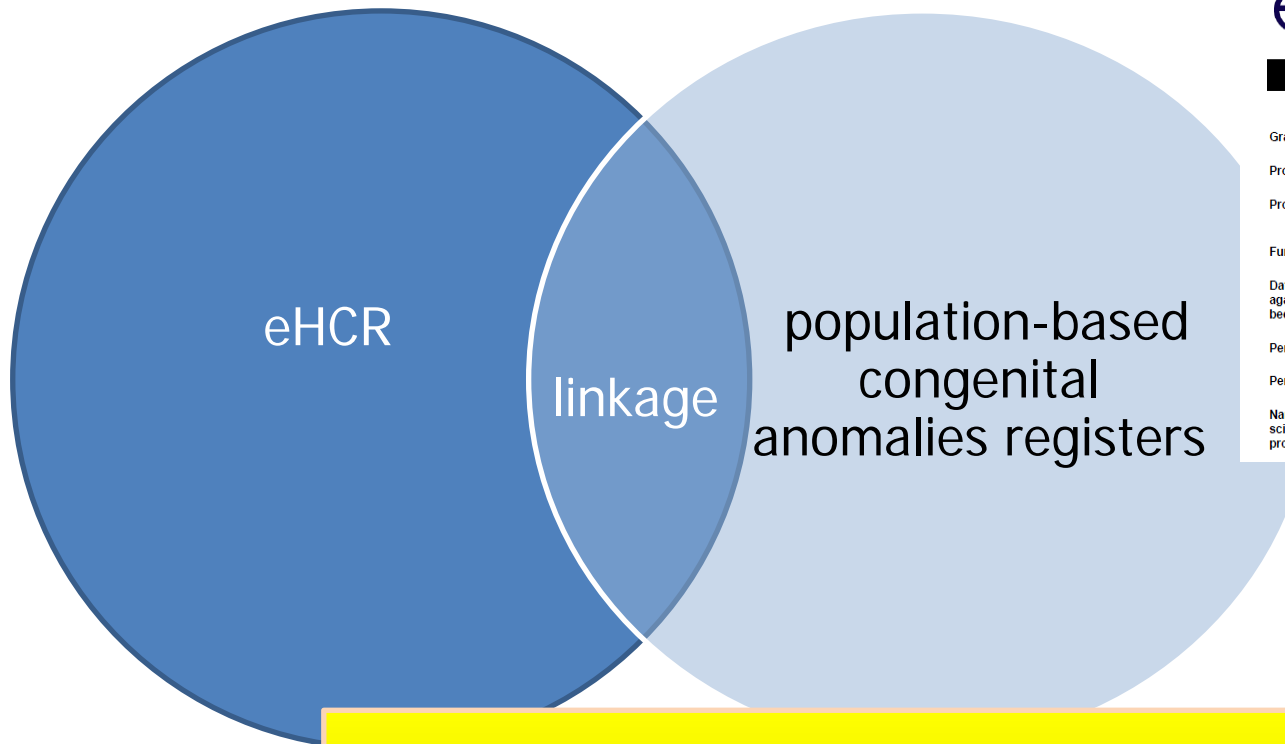 eHCR
linkage
population-based
congenital
anomalies registers